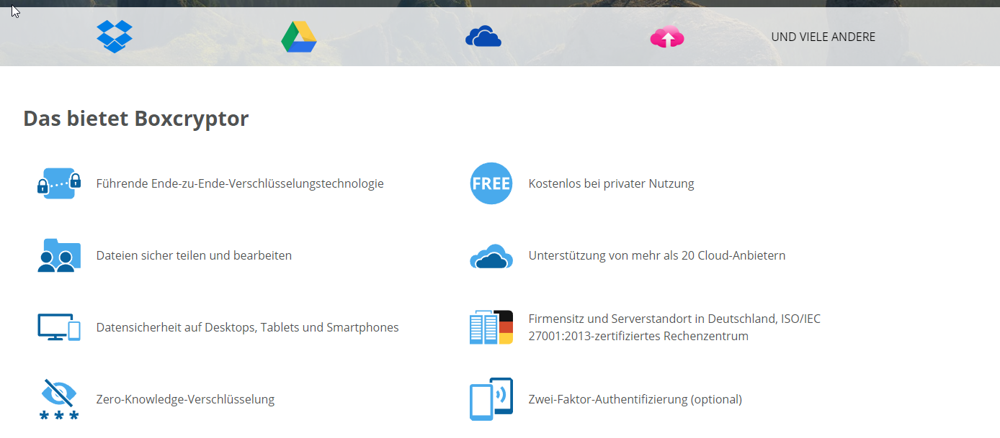 UND VIELE ANDERE
Das bietet Boxcryptor
Führende Ende-zu-Ende-Verschlüsselungstechnologie
FREE
Kostenlos bei privater Nutzung
Dateien sicher teilen und bearbeiten
Unterstützung von mehr als 20 Cloud-Anbietern
Datensicherheit auf Desktops, Tablets und Smartphones
Firmensitz und Serverstandort in Deutschland, ISO/IEC
27001:2013-zertifiziertes Rechenzentrum
Zero-Knowledge-Verschlüsselung
* * *
Zwei-Faktor-Authentifizierung (optional)